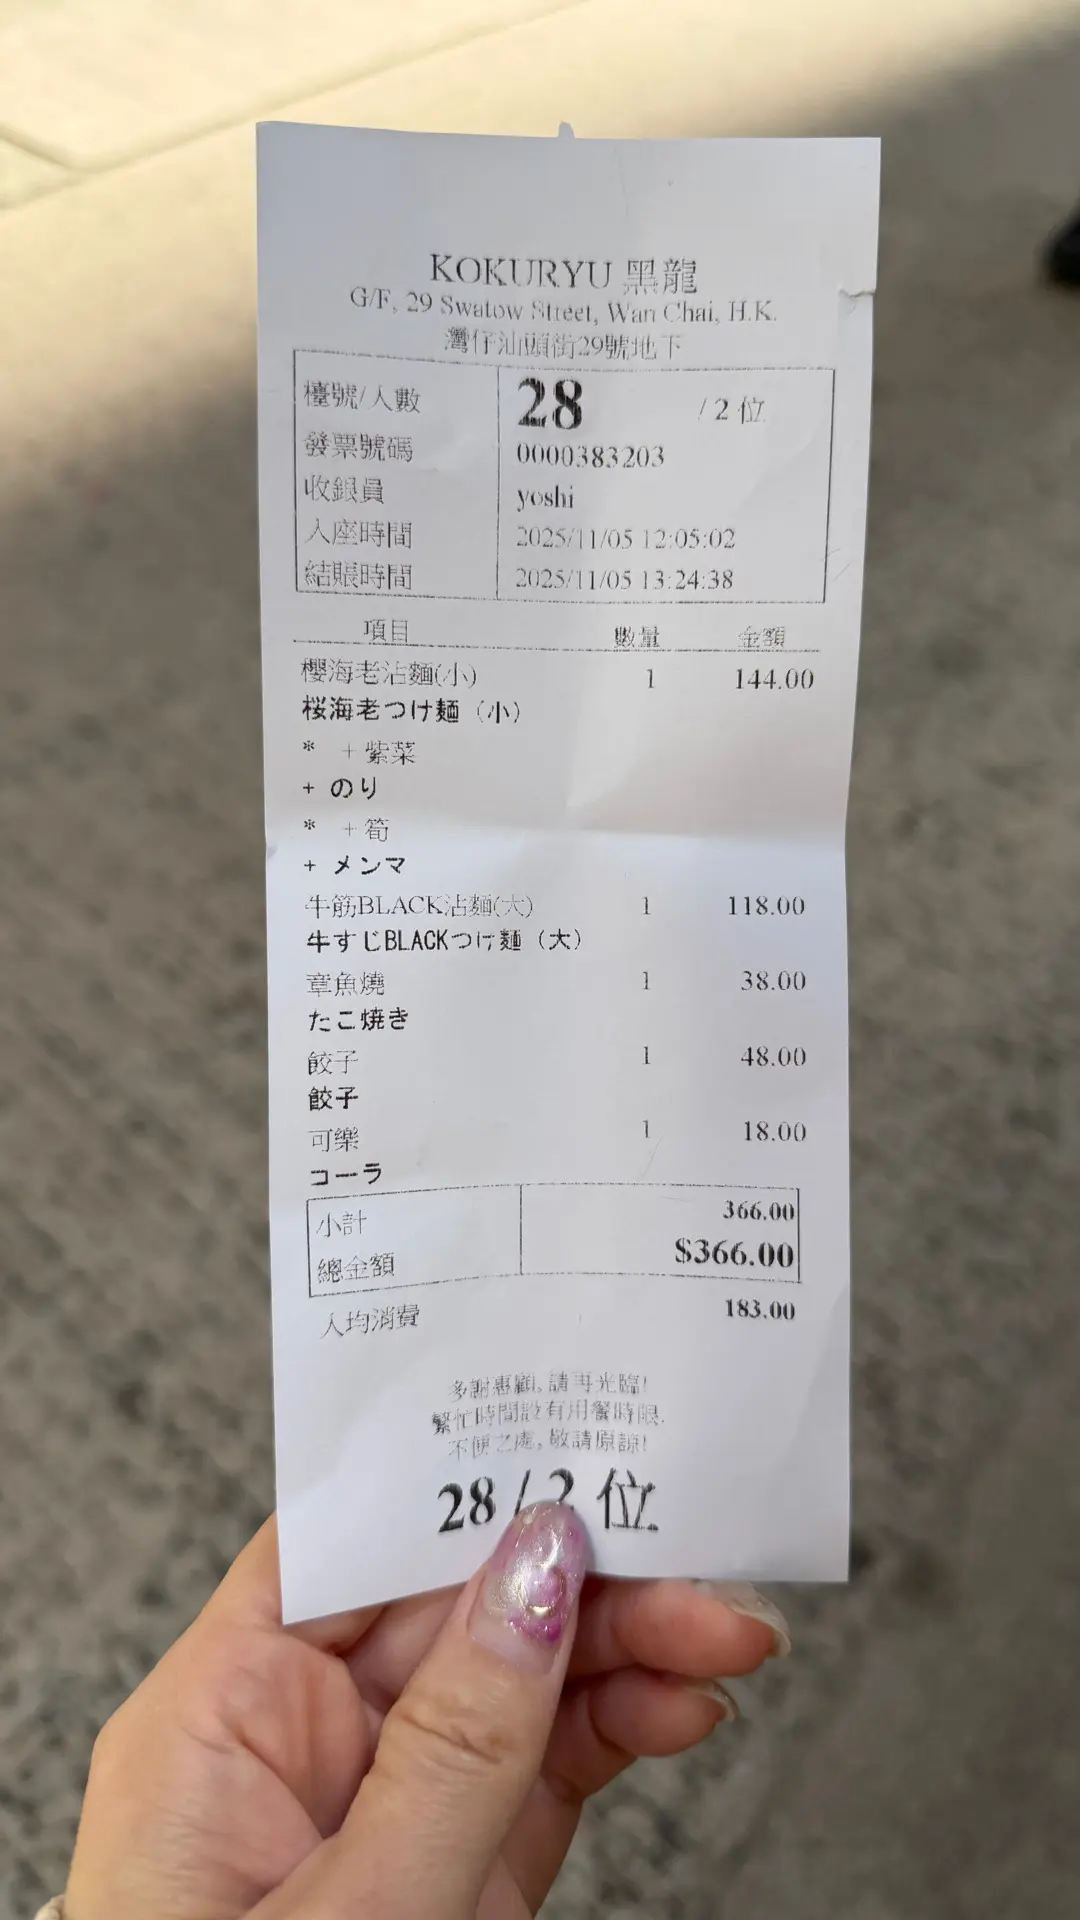 KOKURYU 黑龍
G/F, 29 Swatow Street, Wan Chai, H.K.
灣仔汕頭街29號地下
檯號/人數 28 / 2 位
發票號碼 0000383203
收銀員 yoshi
入座時間 2025/11/05 12:05:02
結賬時間 2025/11/05 13:24:38
項目 數量 金額
櫻海老沾麵(小) 1 144.00
桜海老つけ麺（小）
* + 紫菜
+ のり
* + 筍
+ メンマ
牛筋BLACK沾麵(大) 1 118.00
牛すじBLACKつけ麺（大）
章魚燒 1 38.00
たこ焼き
餃子 1 48.00
餃子
可樂 1 18.00
コーラ
小計 366.00
總金額 $366.00
人均消費 183.00
多謝惠顧, 請再光臨!
繁忙時間設有用餐時限.
不便之處, 敬請原諒!
28 / 2 位